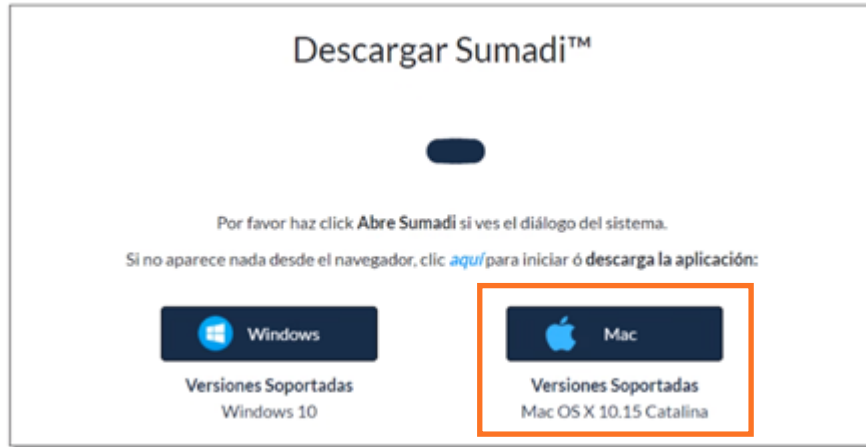 Descargar Sumadi™
Por favor haz click Abre Sumadi si ves el diálogo del sistema.
Si no aparece nada desde el navegador, clic aquí para iniciar ó descarga la aplicación:
Windows
Mac
Versiones Soportadas
Windows 10
Versiones Soportadas
Mac OS X 10.15 Catalina